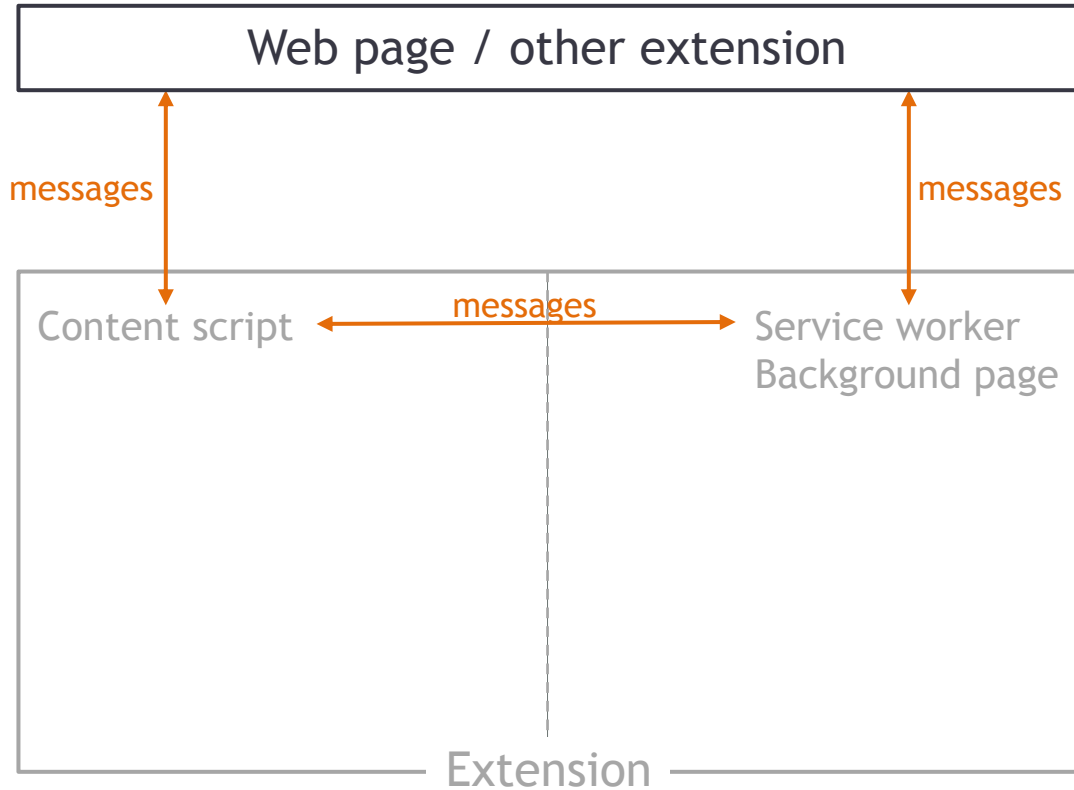 Web page / other extension
messages
messages
messages
Content script
Service worker
Background page
Extension